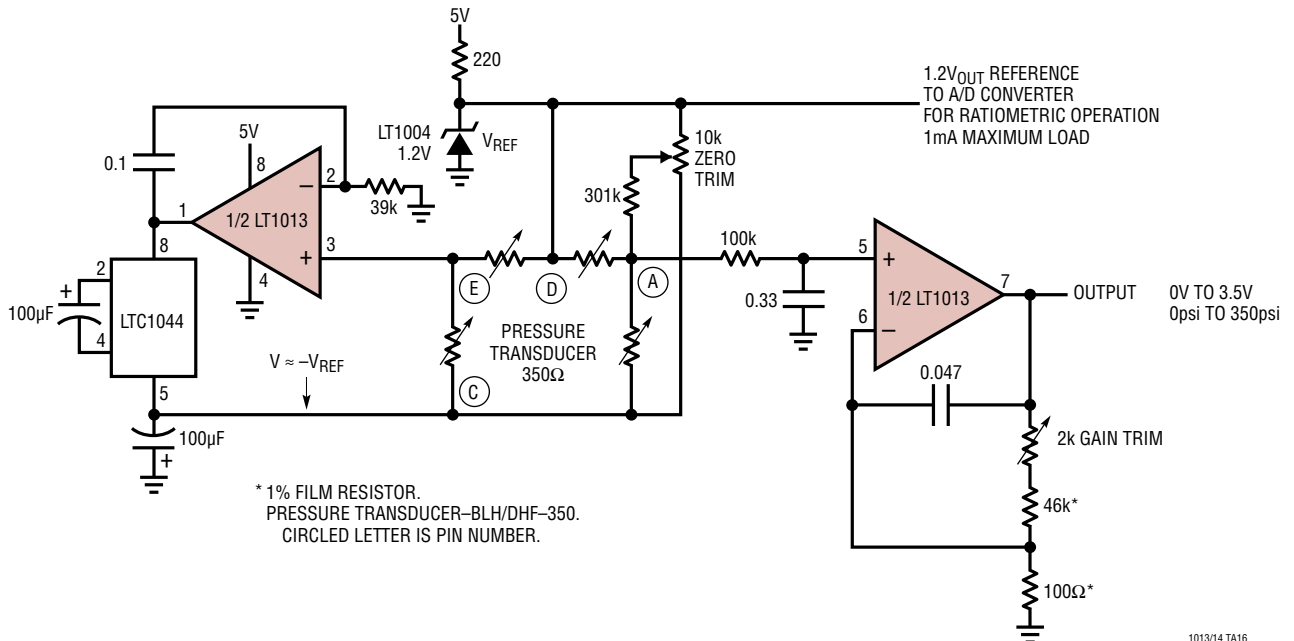 5V
220
1.2VOUT REFERENCE
TO A/D CONVERTER
FOR RATIOMETRIC OPERATION
1mA MAXIMUM LOAD
LT1004
1.2V
VREF
10k
ZERO
TRIM
5V
8
0.1
2
−
39k
301k
1
1/2 LT1013
8
+
3
4
100k
5
+
E
D
A
2
100µF
+
4
LTC1044
0.33
1/2 LT1013
7
OUTPUT
0V TO 3.5V
0psi TO 350psi
6
−
PRESSURE
TRANSDUCER
350Ω
V ≈ –VREF
5
C
0.047
100µF
+
2k GAIN TRIM
46k*
100Ω*
* 1% FILM RESISTOR.
PRESSURE TRANSDUCER–BLH/DHF–350.
CIRCLED LETTER IS PIN NUMBER.
1013/14 TA16